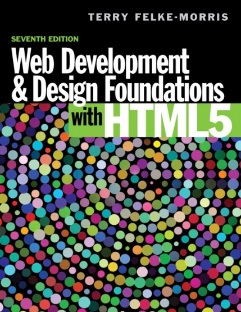 TERRY FELKE-MORRIS
SEVENTH EDITION
Web Development
& Design Foundations
with HTML5